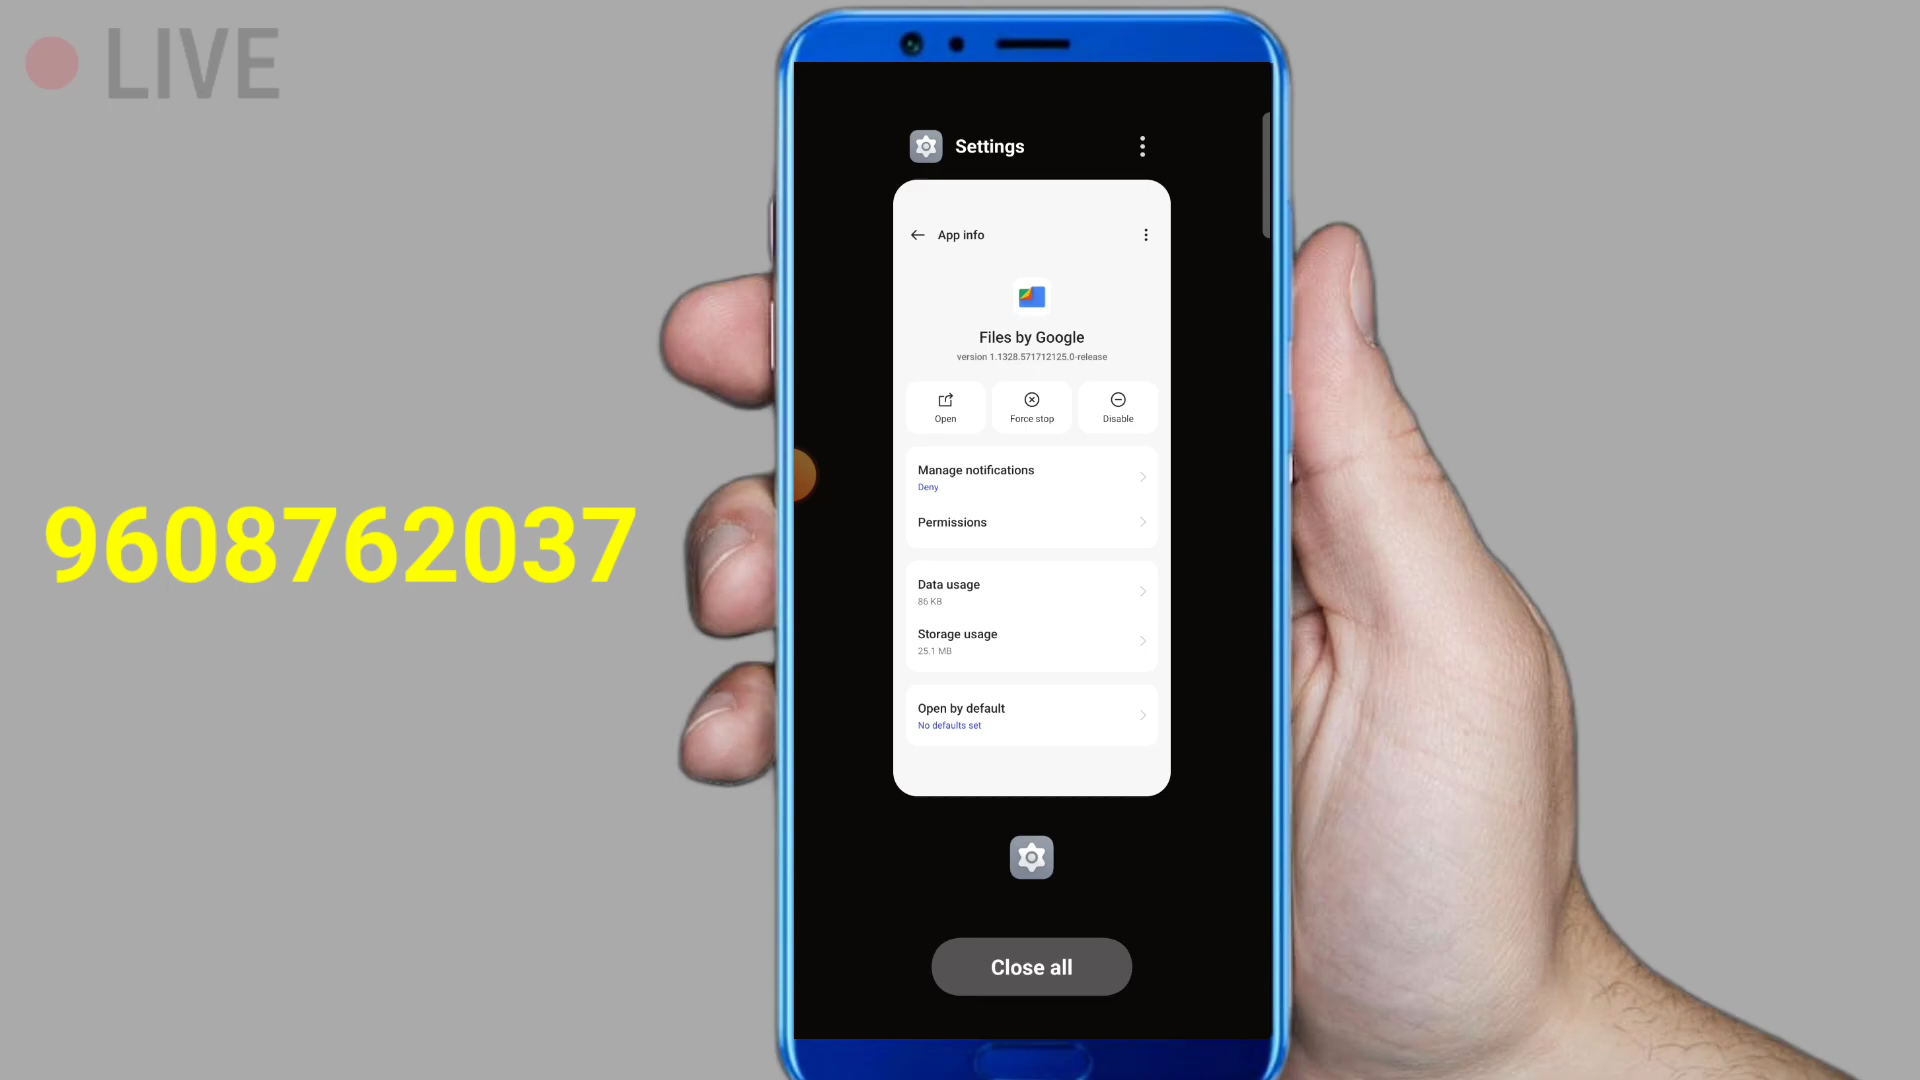 LIVE
Settings
App info
Files by Google
version 1.1328.571712125.0-release
Open
Force stop
Disable
Manage notifications
Deny
Permissions
9608762037
Data usage
86 KB
Storage usage
25.1 MB
Open by default
No defaults set
Close all